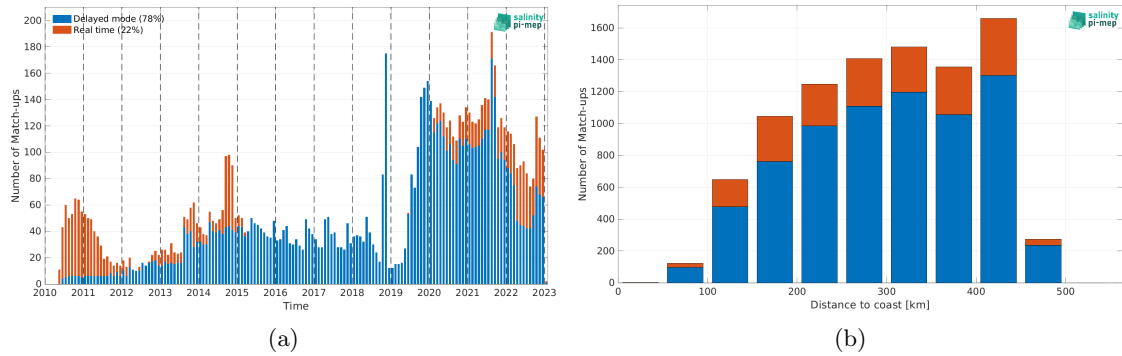 Delayed mode (78%)
Real time (22%)
salinity
pi-mep
Number of Match-ups
0
20
40
60
80
100
120
140
160
180
200
2010 2011 2012 2013 2014 2015 2016 2017 2018 2019 2020 2021 2022 2023
Time
(a)
salinity
pi-mep
Number of Match-ups
0
200
400
600
800
1000
1200
1400
1600
0 100 200 300 400 500
Distance to coast [km]
(b)